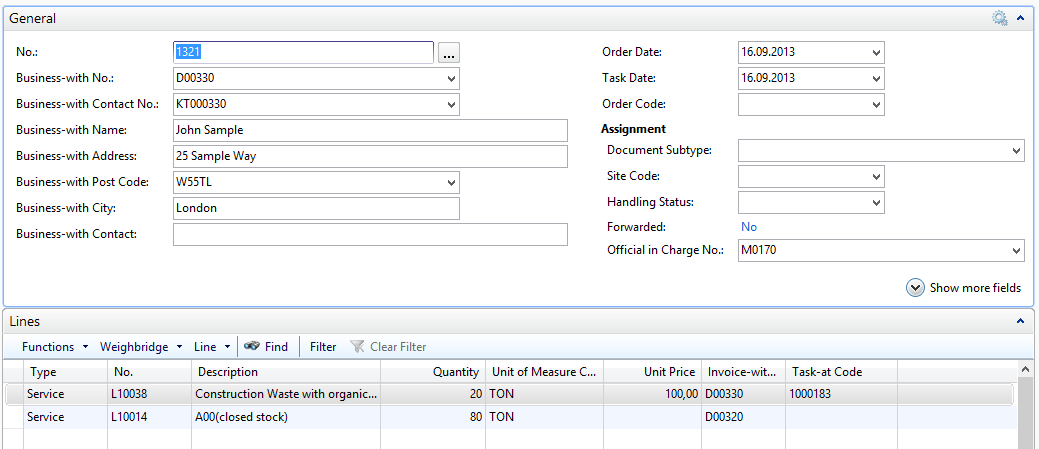 General
No.: 1321 ...
Business-with No.: D00330
Business-with Contact No.: KT000330
Business-with Name: John Sample
Business-with Address: 25 Sample Way
Business-with Post Code: W55TL
Business-with City: London
Business-with Contact:
Order Date: 16.09.2013
Task Date: 16.09.2013
Order Code:
Assignment
Document Subtype:
Site Code:
Handling Status:
Forwarded: No
Official in Charge No.: M0170
Show more fields
Lines
Functions Weighbridge Line Find Filter Clear Filter
Type No. Description Quantity Unit of Measure C... Unit Price Invoice-wit... Task-at Code
Service L10038 Construction Waste with organic... 20 TON 100,00 D00330 1000183
Service L10014 A00(closed stock) 80 TON D00320